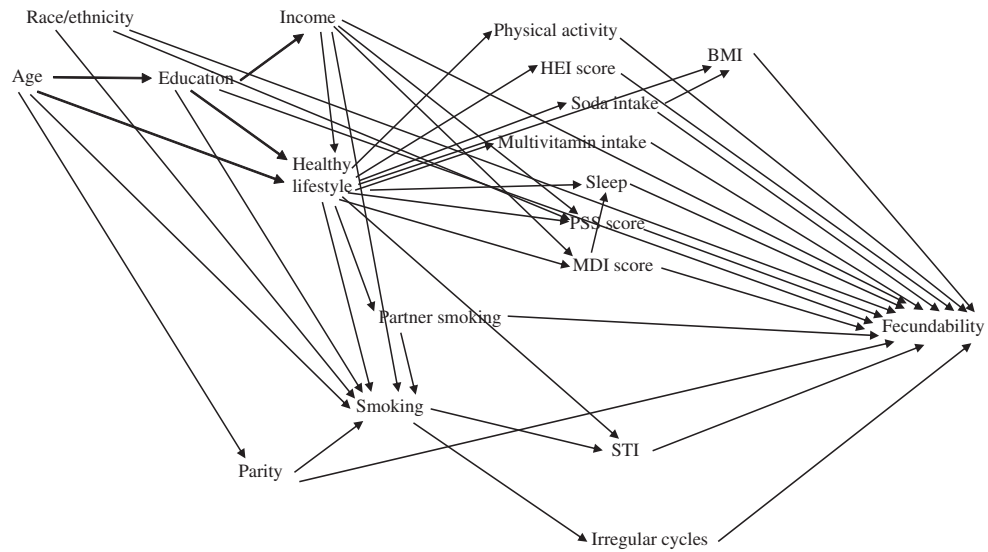 Race/ethnicity
Income
Physical activity
BMI
HEI score
Age
Education
Soda intake
Multivitamin intake
Healthy
lifestyle
Sleep
PSS score
MDI score
Partner smoking
Fecundability
Smoking
STI
Parity
Irregular cycles